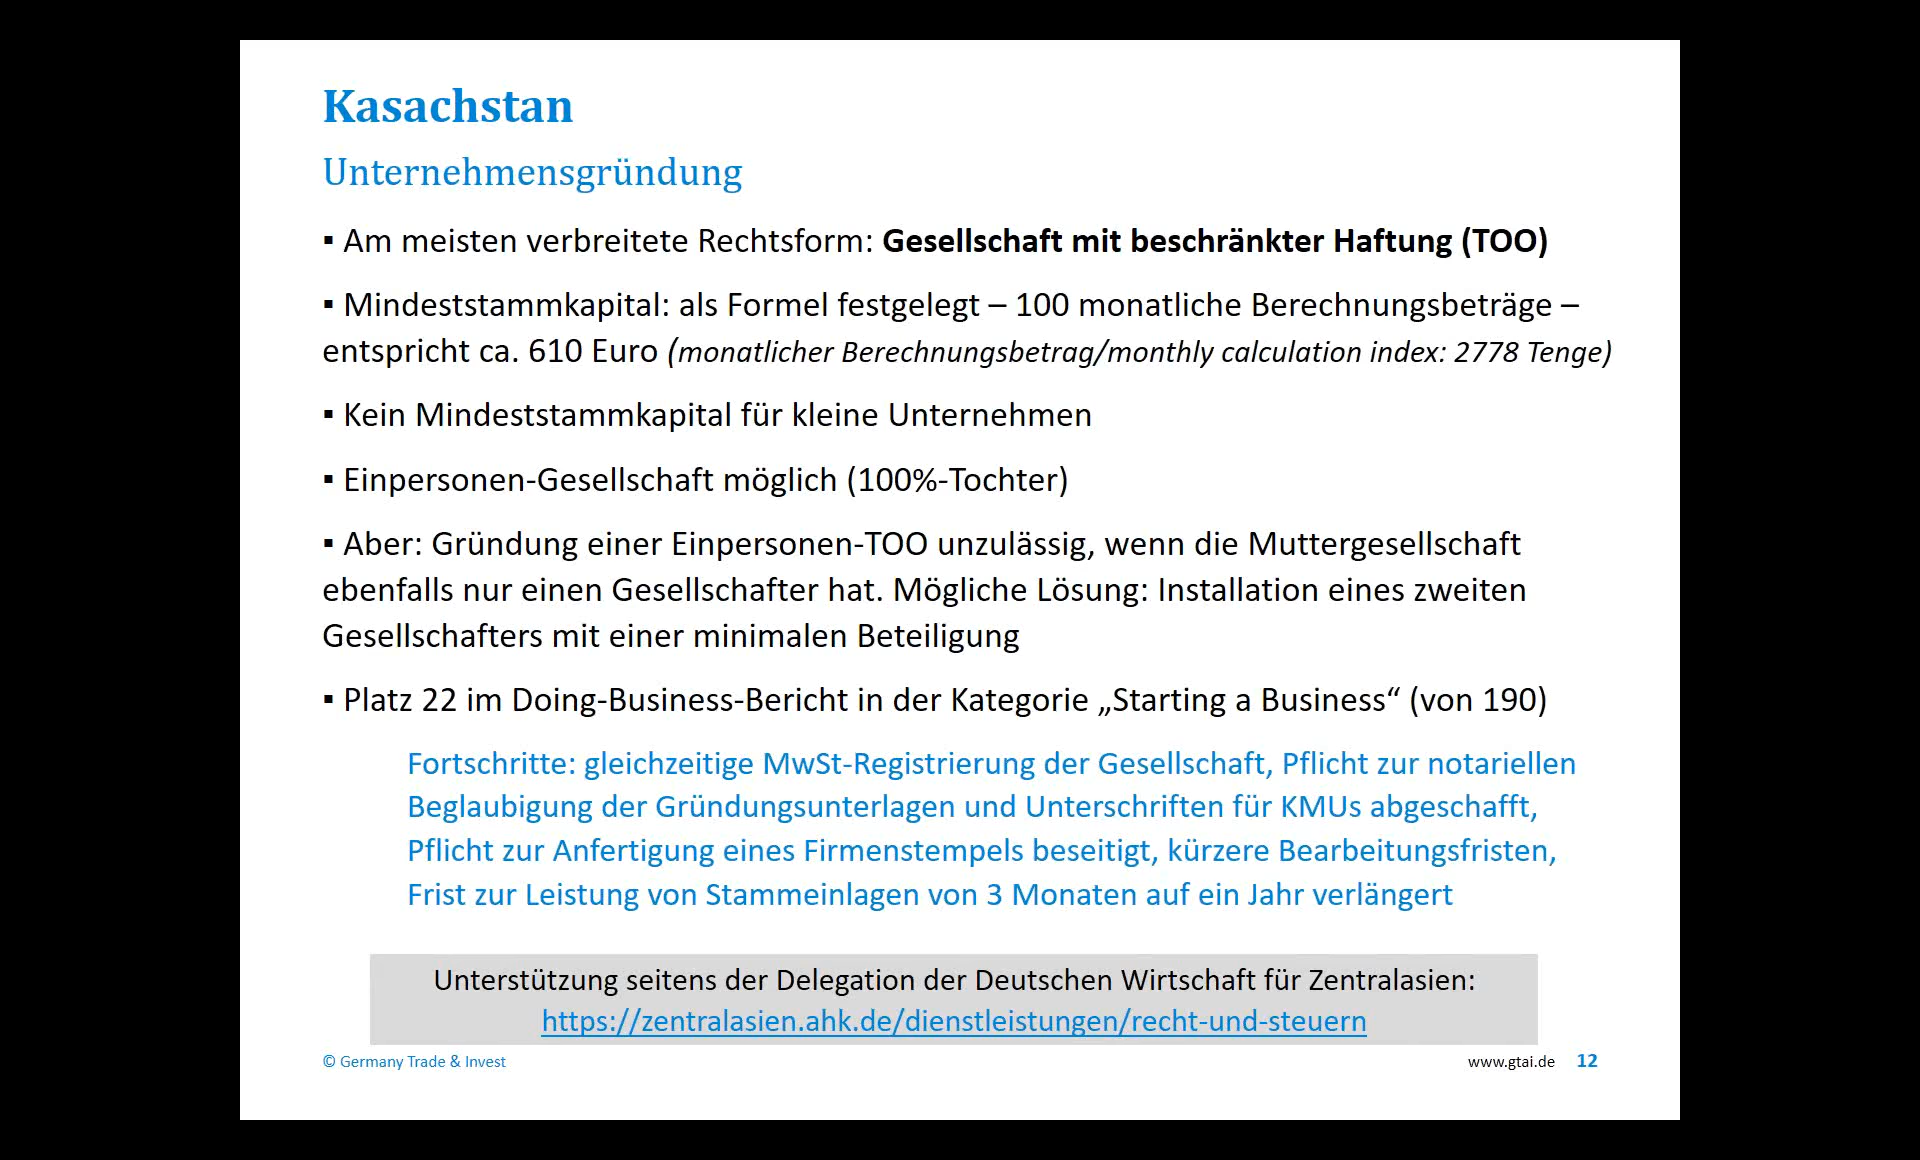 Kasachstan
Unternehmensgründung
▪ Am meisten verbreitete Rechtsform: Gesellschaft mit beschränkter Haftung (TOO)
▪ Mindeststammkapital: als Formel festgelegt – 100 monatliche Berechnungsbeträge –
entspricht ca. 610 Euro (monatlicher Berechnungsbetrag/monthly calculation index: 2778 Tenge)
▪ Kein Mindeststammkapital für kleine Unternehmen
▪ Einpersonen-Gesellschaft möglich (100%-Tochter)
▪ Aber: Gründung einer Einpersonen-TOO unzulässig, wenn die Muttergesellschaft
ebenfalls nur einen Gesellschafter hat. Mögliche Lösung: Installation eines zweiten
Gesellschafters mit einer minimalen Beteiligung
▪ Platz 22 im Doing-Business-Bericht in der Kategorie „Starting a Business“ (von 190)
Fortschritte: gleichzeitige MwSt-Registrierung der Gesellschaft, Pflicht zur notariellen
Beglaubigung der Gründungsunterlagen und Unterschriften für KMUs abgeschafft,
Pflicht zur Anfertigung eines Firmenstempels beseitigt, kürzere Bearbeitungsfristen,
Frist zur Leistung von Stammeinlagen von 3 Monaten auf ein Jahr verlängert
Unterstützung seitens der Delegation der Deutschen Wirtschaft für Zentralasien:
https://zentralasien.ahk.de/dienstleistungen/recht-und-steuern
© Germany Trade & Invest
www.gtai.de 12